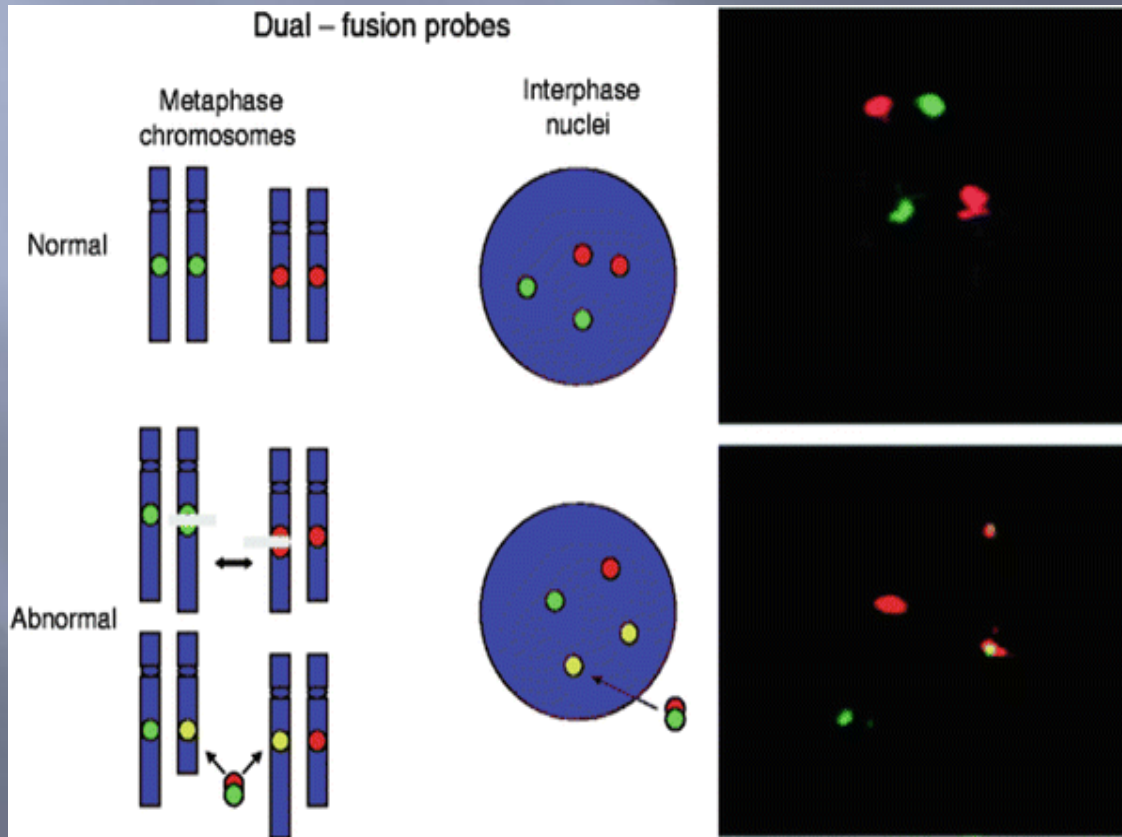 Dual – fusion probes
Metaphase
chromosomes
Interphase
nuclei
Normal
Abnormal